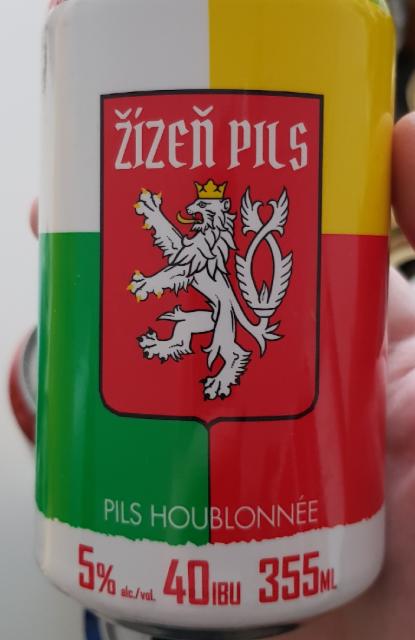 ŽÍZEŇ PILS
PILS HOUBLONNÉE
5% alc./vol. 40IBU 355ML